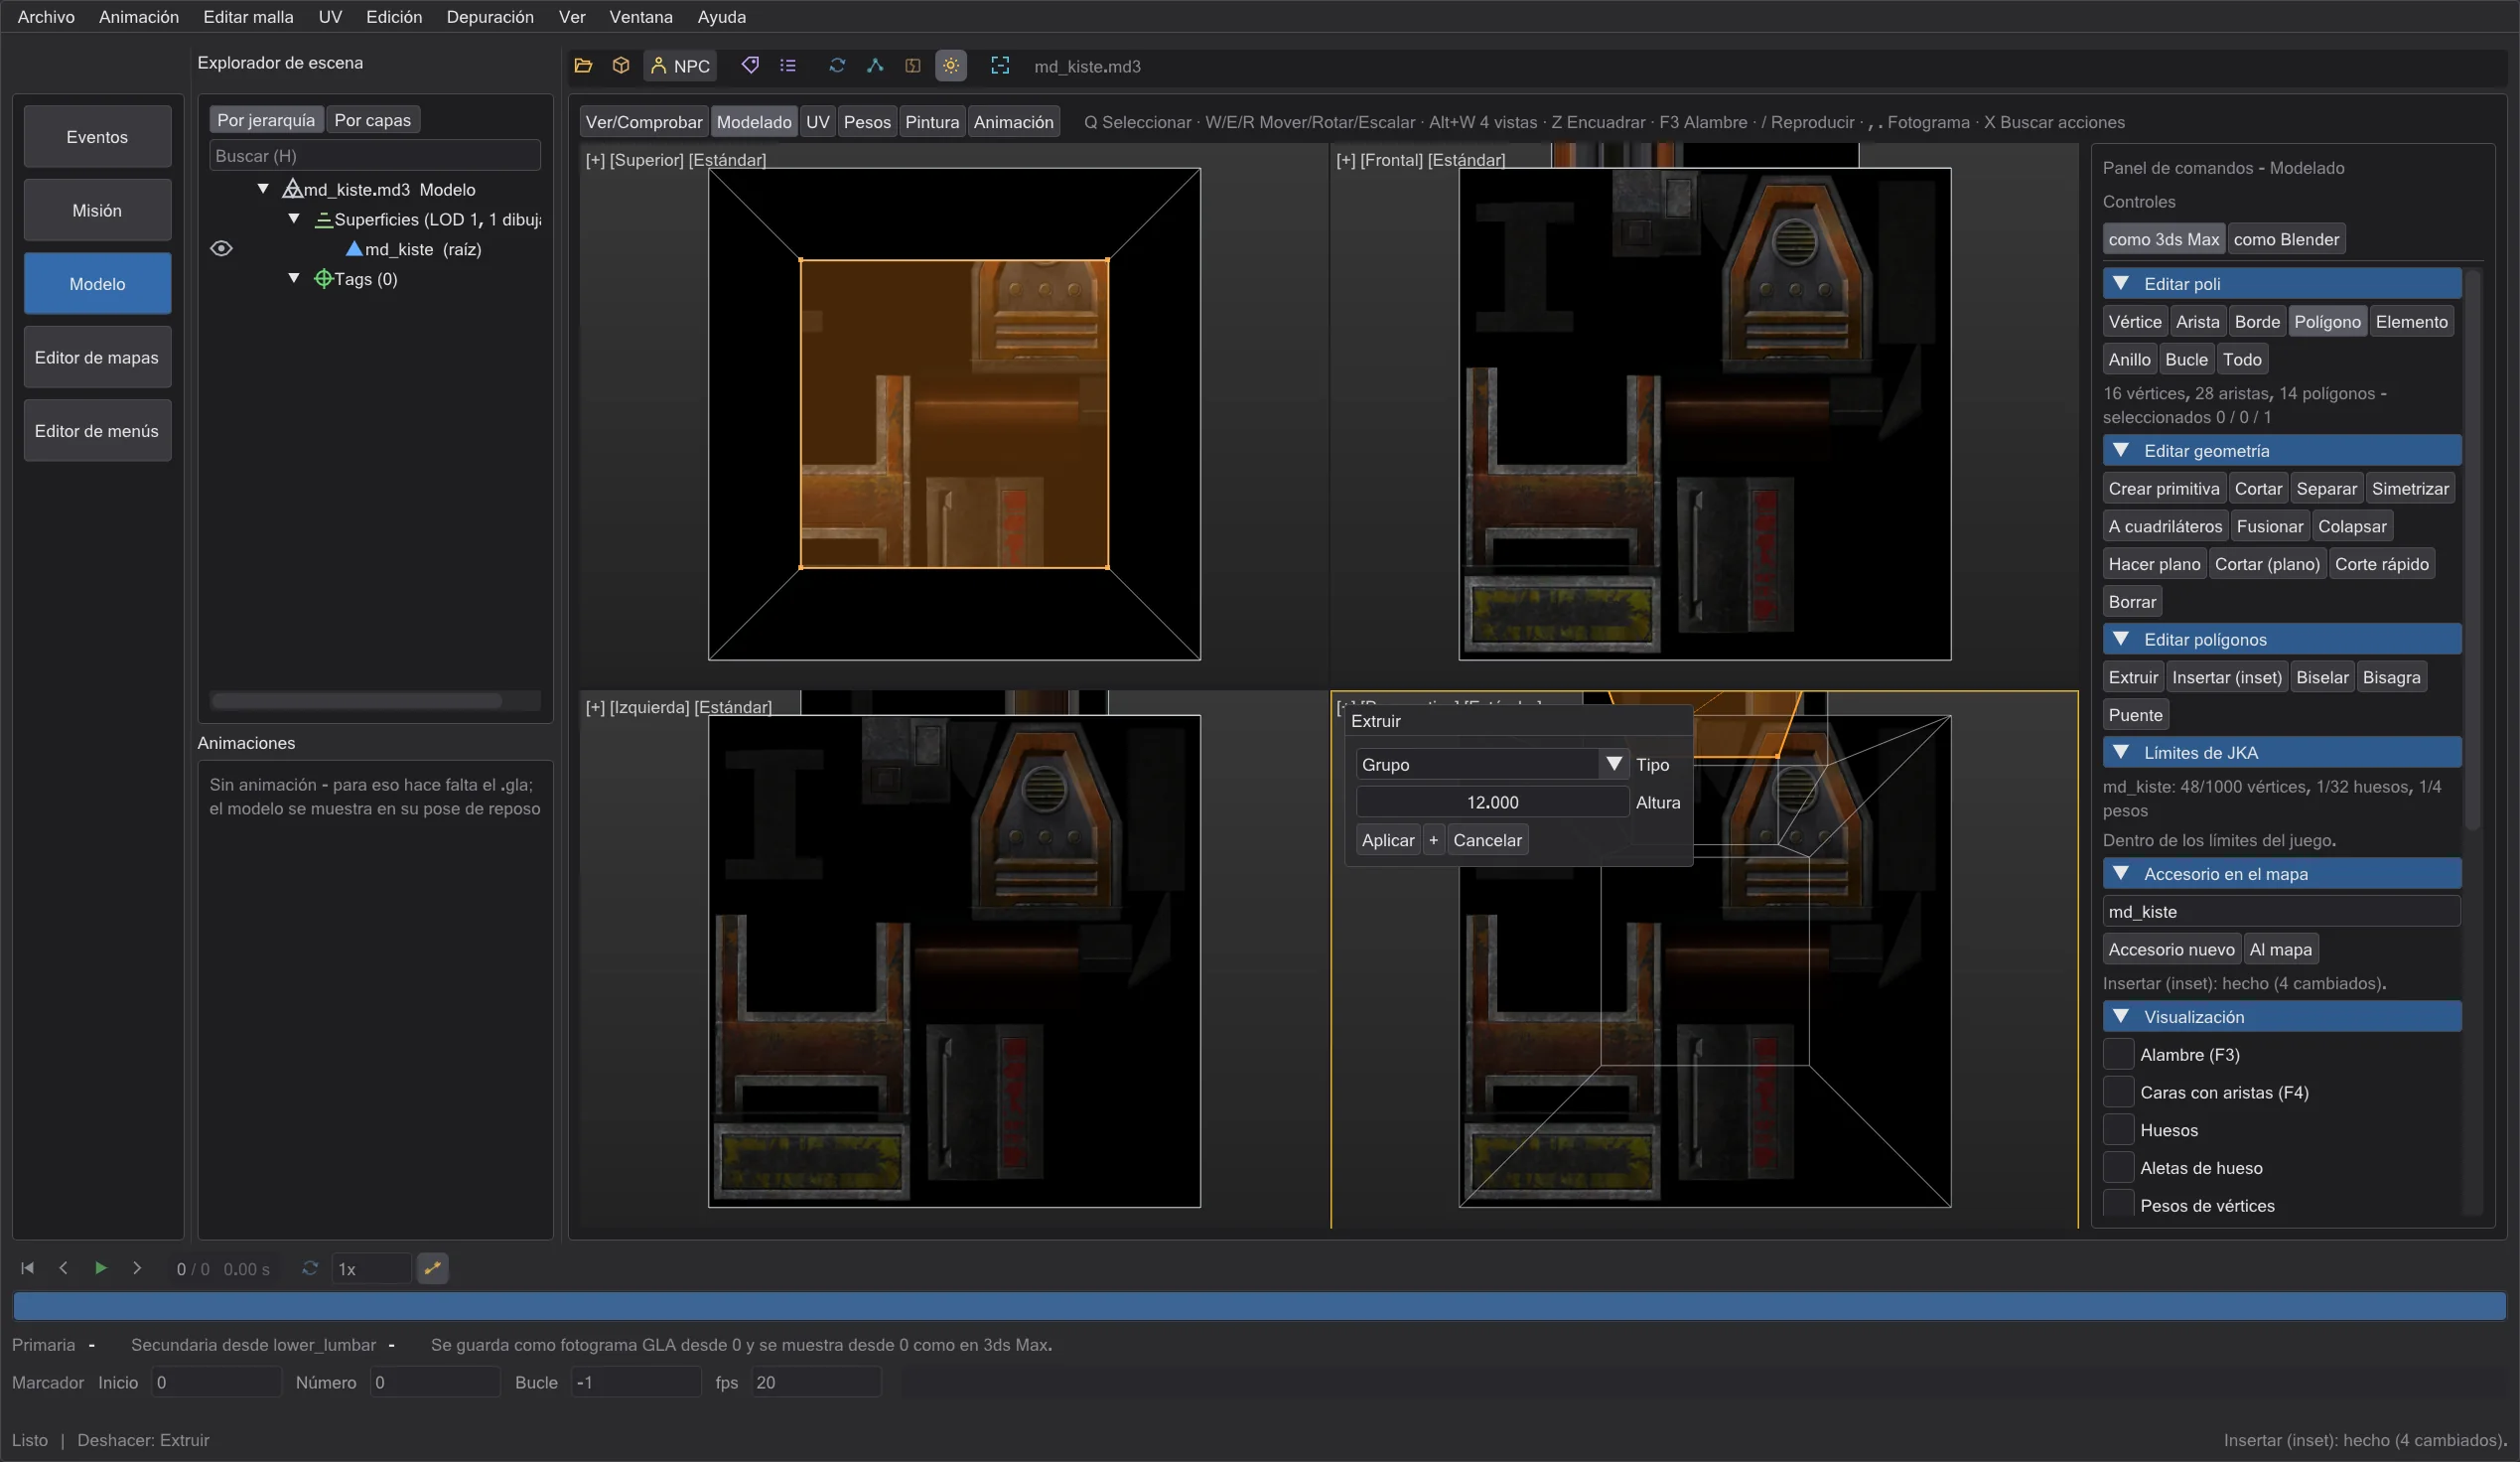 Archivo Animación Editar malla UV Edición Depuración Ver Ventana Ayuda
Explorador de escena
NPC md_kiste.md3
Eventos
Misión
Modelo
Editor de mapas
Editor de menús
Por jerarquía Por capas
Buscar (H)
md_kiste.md3 Modelo
Superficies (LOD 1, 1 dibuj
md_kiste (raíz)
Tags (0)
Animaciones
Sin animación - para eso hace falta el .gla;
el modelo se muestra en su pose de reposo
Ver/Comprobar Modelado UV Pesos Pintura Animación Q Seleccionar · W/E/R Mover/Rotar/Escalar · Alt+W 4 vistas · Z Encuadrar · F3 Alambre · / Reproducir · , . Fotograma · X Buscar acciones
[+] [Superior] [Estándar]
[+] [Frontal] [Estándar]
[+] [Izquierda] [Estándar]
Extruir
Grupo Tipo
12.000 Altura
Aplicar + Cancelar
Panel de comandos - Modelado
Controles
como 3ds Max como Blender
Editar poli
Vértice Arista Borde Polígono Elemento
Anillo Bucle Todo
16 vértices, 28 aristas, 14 polígonos -
seleccionados 0 / 0 / 1
Editar geometría
Crear primitiva Cortar Separar Simetrizar
A cuadriláteros Fusionar Colapsar
Hacer plano Cortar (plano) Corte rápido
Borrar
Editar polígonos
Extruir Insertar (inset) Biselar Bisagra
Puente
Límites de JKA
md_kiste: 48/1000 vértices, 1/32 huesos, 1/4
pesos
Dentro de los límites del juego.
Accesorio en el mapa
md_kiste
Accesorio nuevo Al mapa
Insertar (inset): hecho (4 cambiados).
Visualización
Alambre (F3)
Caras con aristas (F4)
Huesos
Aletas de hueso
Pesos de vértices
0 / 0 0.00 s 1x
Primaria - Secundaria desde lower_lumbar - Se guarda como fotograma GLA desde 0 y se muestra desde 0 como en 3ds Max.
Marcador Inicio 0 Número 0 Bucle -1 fps 20
Listo | Deshacer: Extruir
Insertar (inset): hecho (4 cambiados).